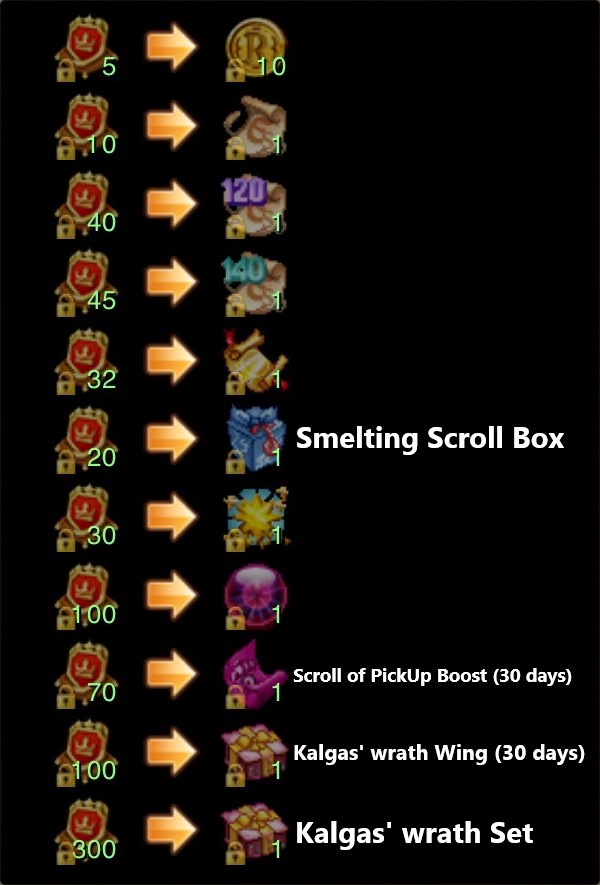 5 R 10
10 1
40 120 1
45 140 1
32 1
20 1 Smelting Scroll Box
30 1
100 1
70 1 Scroll of PickUp Boost (30 days)
100 1 Kalgas' wrath Wing (30 days)
300 1 Kalgas' wrath Set